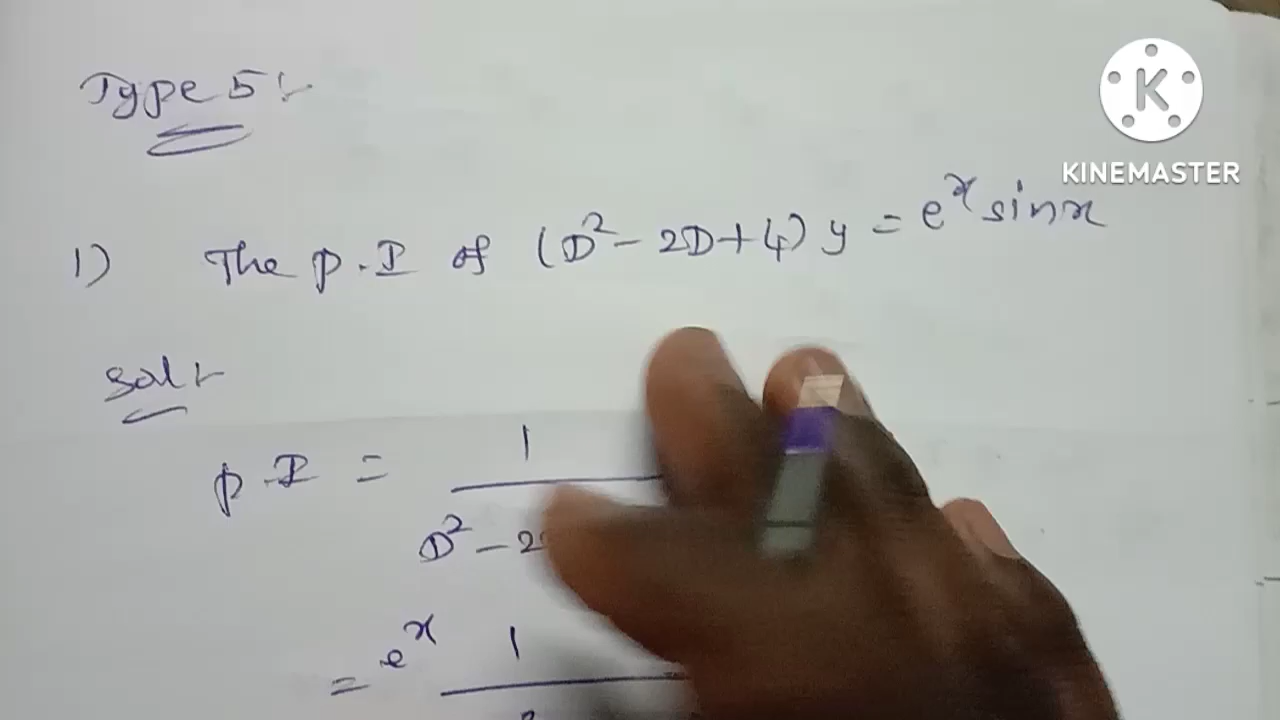 Type 5:-
K
KINEMASTER
1) The P.I of (D² - 2D + 4) y = eˣ sin x
Sol:-
P.I = 1
D² - 2
= eˣ 1